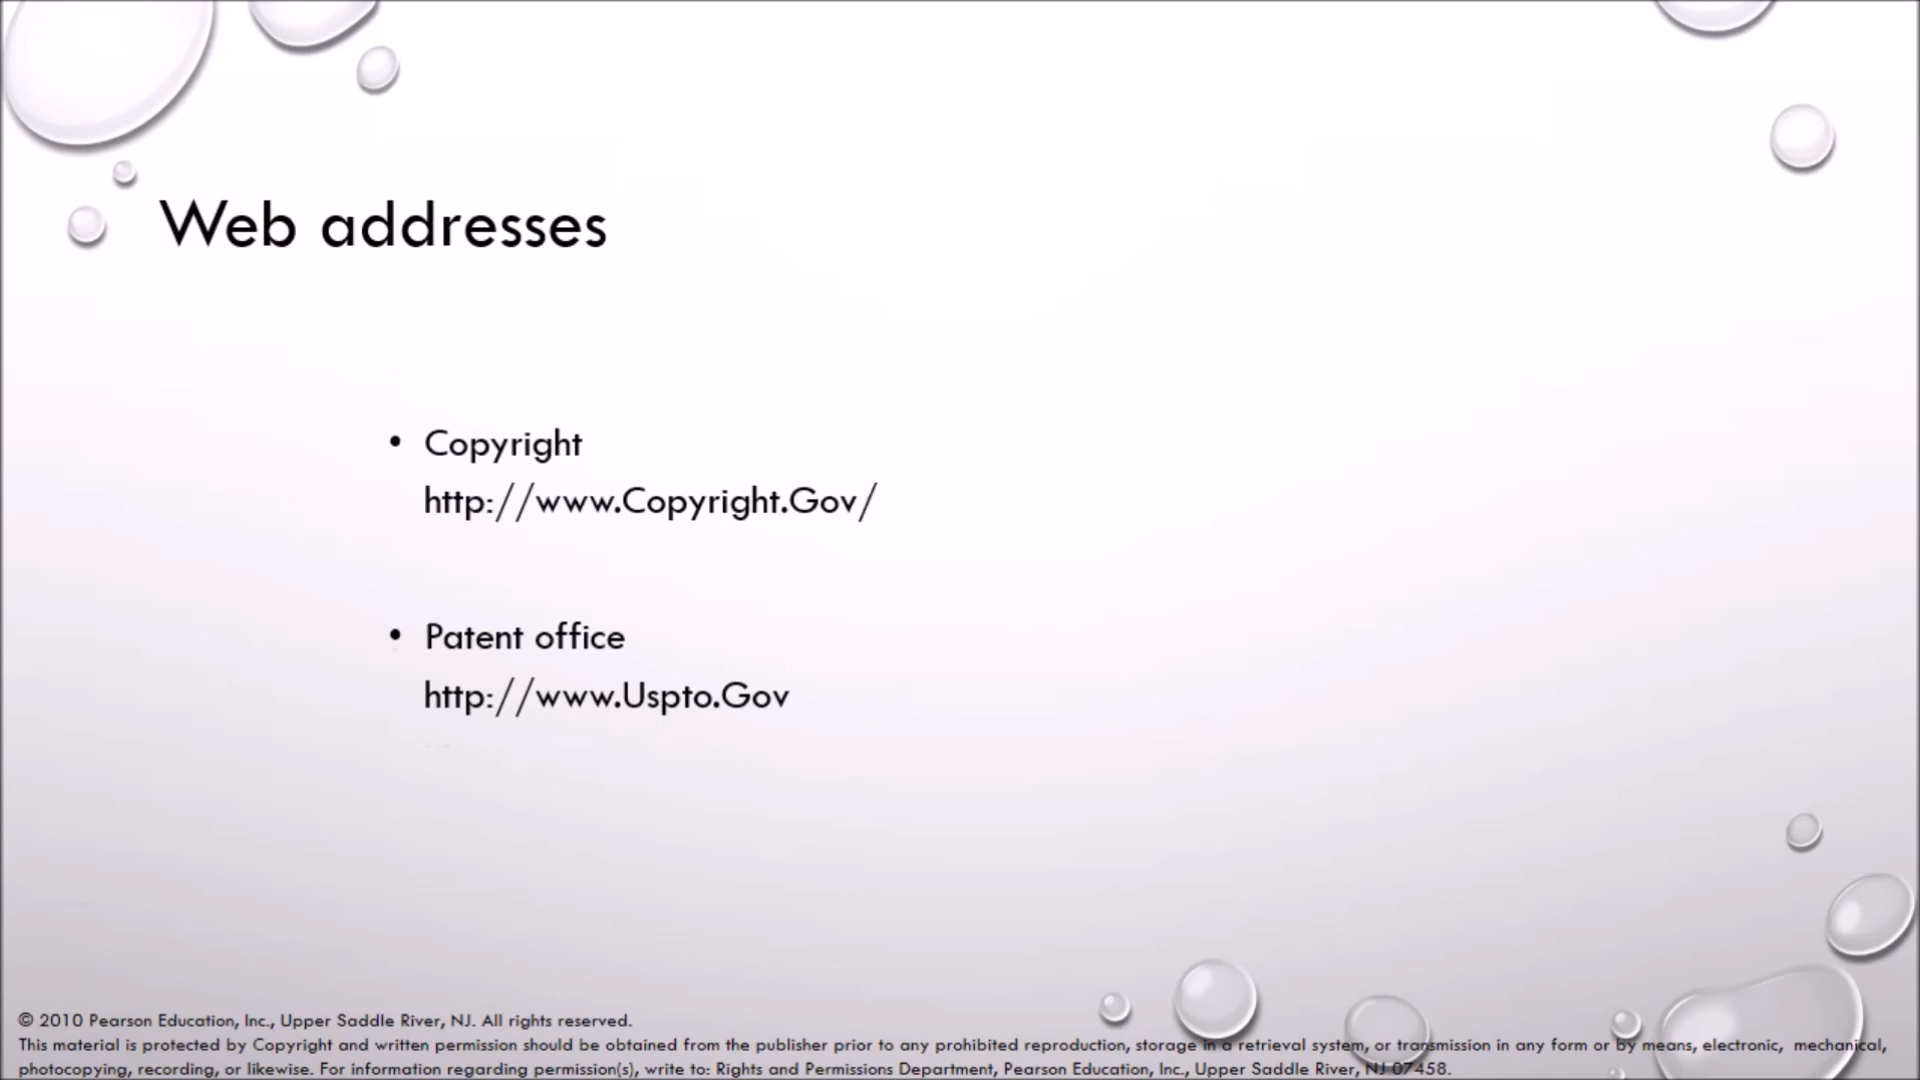 Web addresses
• Copyright
http://www.Copyright.Gov/
• Patent office
http://www.Uspto.Gov
© 2010 Pearson Education, Inc., Upper Saddle River, NJ. All rights reserved.
This material is protected by Copyright and written permission should be obtained from the publisher prior to any prohibited reproduction, storage in a retrieval system, or transmission in any form or by means, electronic, mechanical,
photocopying, recording, or likewise. For information regarding permission(s), write to: Rights and Permissions Department, Pearson Education, Inc., Upper Saddle River, NJ 07458.